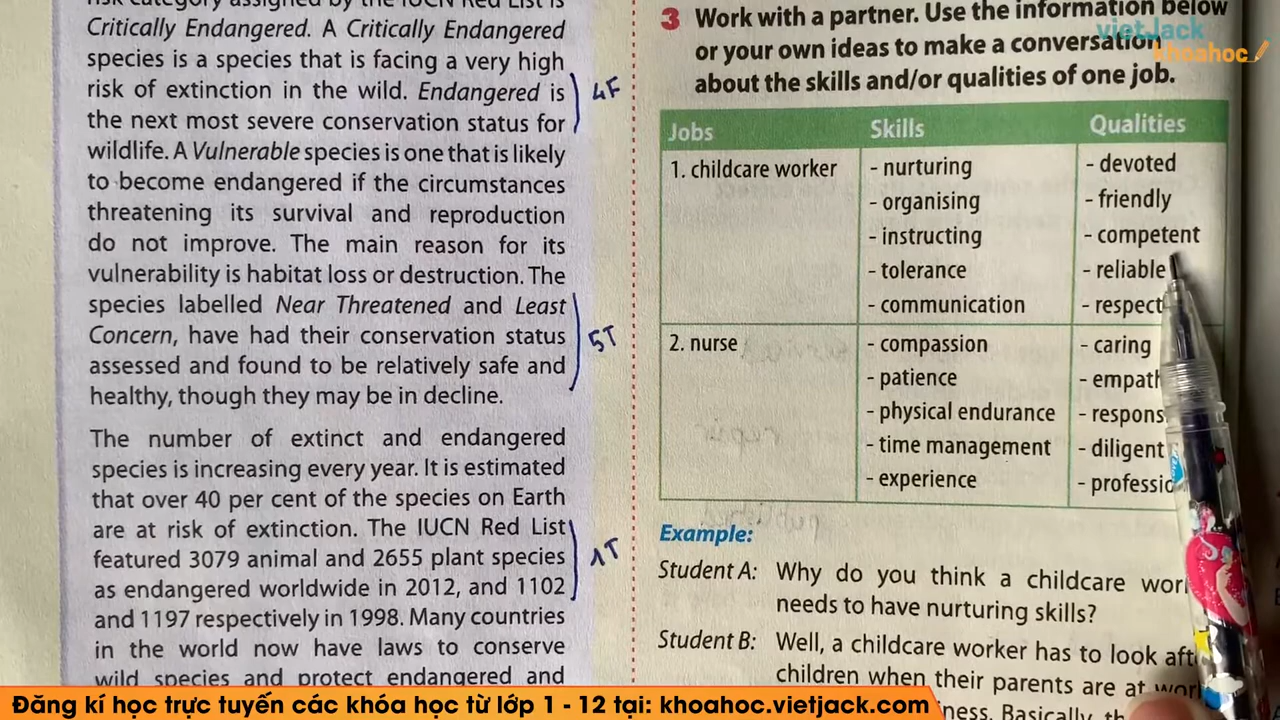 Critically Endangered. A Critically Endangered
species is a species that is facing a very high
risk of extinction in the wild. Endangered is
the next most severe conservation status for
wildlife. A Vulnerable species is one that is likely
to become endangered if the circumstances
threatening its survival and reproduction
do not improve. The main reason for its
vulnerability is habitat loss or destruction. The
species labelled Near Threatened and Least
Concern, have had their conservation status
assessed and found to be relatively safe and
healthy, though they may be in decline.
4F
5T
The number of extinct and endangered
species is increasing every year. It is estimated
that over 40 per cent of the species on Earth
are at risk of extinction. The IUCN Red List
featured 3079 animal and 2655 plant species
as endangered worldwide in 2012, and 1102
and 1197 respectively in 1998. Many countries
in the world now have laws to conserve
wild species and protect endangered and
1T
3 Work with a partner. Use the information below
or your own ideas to make a conversation
about the skills and/or qualities of one job.
vietJack
khoahoc
Jobs Skills Qualities
1. childcare worker - nurturing - devoted
- organising - friendly
- instructing - competent
- tolerance - reliable
- communication - respect
2. nurse - compassion - caring
- patience
- physical endurance
- time management - diligent
- experience
Example:
Student A: Why do you think a childcare
needs to have nurturing skills?
Student B: Well, a childcare worker has to look
children when their parents are at
Basically,
Đăng kí học trực tuyến các khóa học từ lớp 1 - 12 tại: khoahoc.vietjack.com